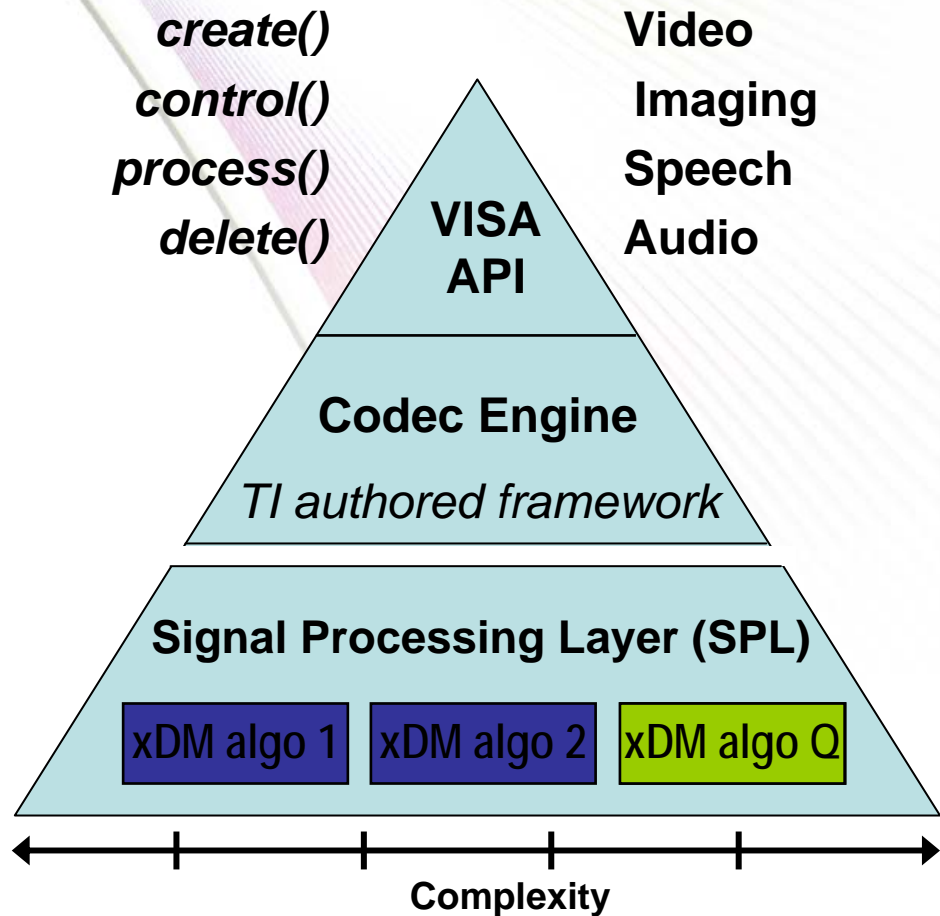 create()
control()
process()
delete()
Video
Imaging
Speech
Audio
VISA
API
Codec Engine
TI authored framework
Signal Processing Layer (SPL)
xDM algo 1
xDM algo 2
xDM algo Q
Complexity